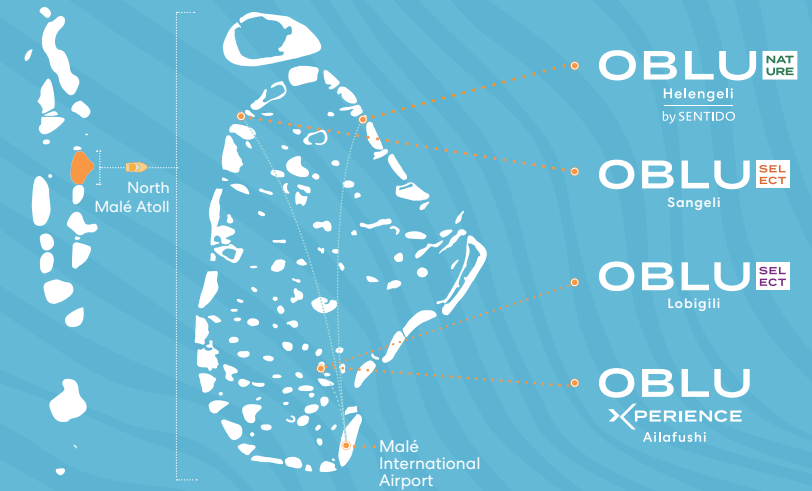 North
Malé Atoll
OBLU NAT
URE
Helengeli
by SENTIDO
OBLU SEL
ECT
Sangeli
OBLU SEL
ECT
Lobigili
OBLU
XPERIENCE
Ailafushi
Malé
International
Airport